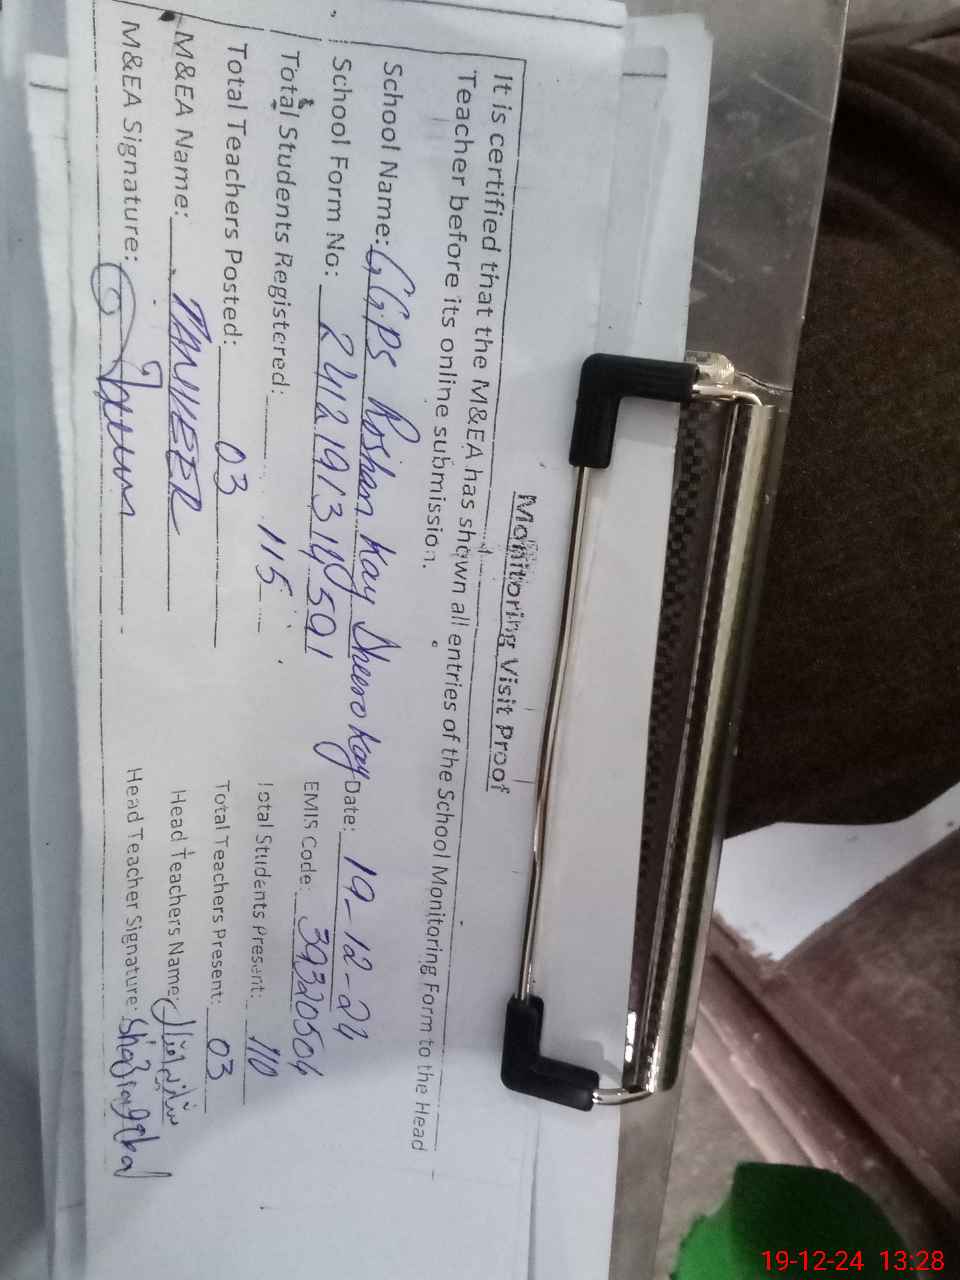 Monitoring Visit Proof
It is certified that the M&EA has shown all entries of the School Monitoring Form to the Head
Teacher before its online submission.
School Name: GGPS Roshan Kay Sheero Kay Date: 19-12-24
School Form No: 24121913140591 EMIS Code: 39320504
Total Students Registered: 115 Total Students Present: 110
Total Teachers Posted: 03 Total Teachers Present: 03
M&EA Name: TANVEER Head Teachers Name: شازیہ اقبال
M&EA Signature: Head Teacher Signature: Shazia Iqbal
19-12-24 13:28